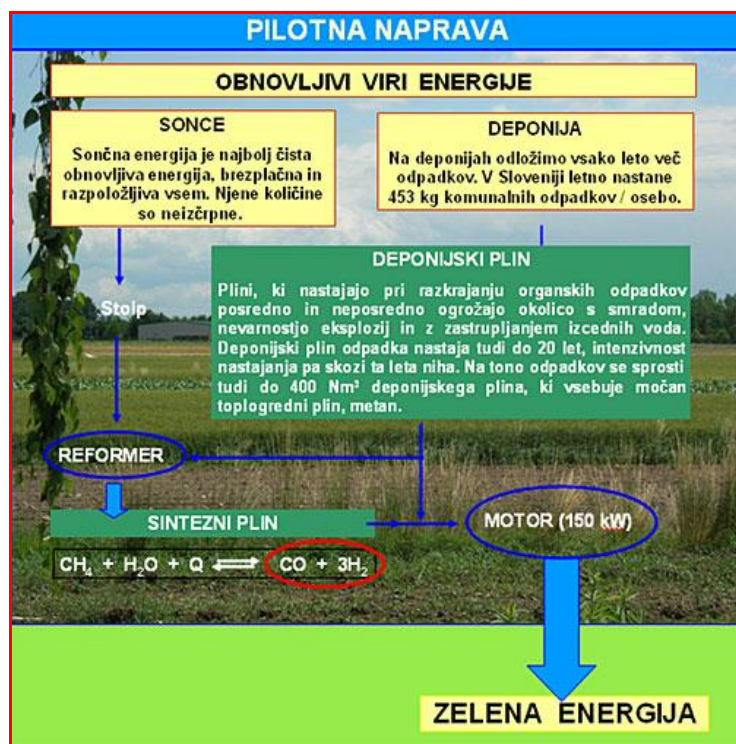 PILOTNA NAPRAVA
OBNOVLJIVI VIRI ENERGIJE
SONCE
Sončna energija je najbolj čista
obnovljiva energija, brezplačna in
razpoložljiva vsem. Njene količine
so neizčrpne.
DEPONIJA
Na deponijah odložimo vsako leto več
odpadkov. V Sloveniji letno nastane
453 kg komunalnih odpadkov / osebo.
Stolp
DEPONIJSKI PLIN
Plini, ki nastajajo pri razkrajanju organskih odpadkov
posredno in neposredno ogrožajo okolico s smradom,
nevarnostjo eksplozij in z zastrupljanjem izcednih voda.
Deponijski plin odpadka nastaja tudi do 20 let, intenzivnost
nastajanja pa skozi ta leta niha. Na tono odpadkov se sprosti
tudi do 400 Nm³ deponijskega plina, ki vsebuje močan
toplogredni plin, metan.
REFORMER
SINTEZNI PLIN
MOTOR (150 kW)
CH₄ + H₂O + Q ⇌ CO + 3H₂
ZELENA ENERGIJA